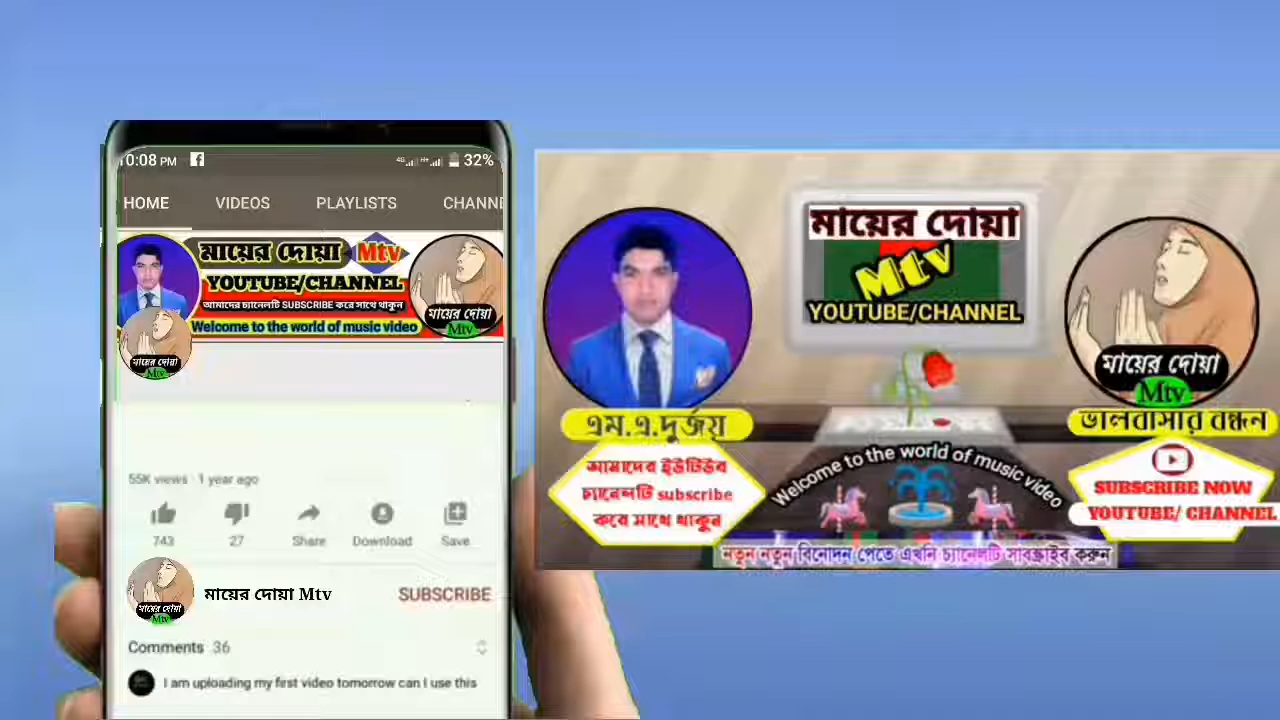 10:08 PM
32%
HOME VIDEOS PLAYLISTS CHANNE
মায়ের দোয়া Mtv
YOUTUBE/CHANNEL
আমাদের চ্যানেলটি SUBSCRIBE করে সাথে থাকুন
Welcome to the world of music video
মায়ের দোয়া
Mtv
মায়ের দোয়া
Mtv
55K views · 1 year ago
743 27 Share Download Save
মায়ের দোয়া Mtv SUBSCRIBE
মায়ের দোয়া
Mtv
Comments 36
I am uploading my first video tomorrow can I use this
মায়ের দোয়া
Mtv
YOUTUBE/CHANNEL
মায়ের দোয়া
Mtv
এম.এ.দুর্জয়
ভালবাসার বন্ধন
আমাদের ইউটিউব
চ্যানেলটি subscribe
করে সাথে থাকুন
Welcome to the world of music video
SUBSCRIBE NOW
YOUTUBE/ CHANNEL
নতুন নতুন বিনোদন পেতে এখনি চ্যানেলটি সাবস্ক্রাইব করুন